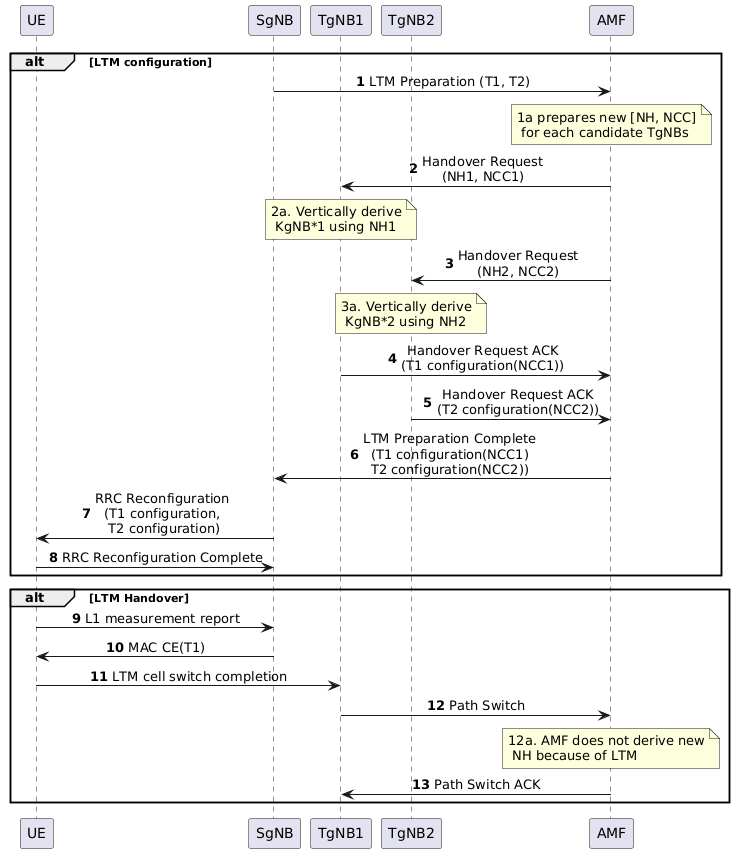 UE SgNB TgNB1 TgNB2 AMF
alt [LTM configuration]
1 LTM Preparation (T1, T2)
1a prepares new [NH, NCC]
for each candidate TgNBs
2 Handover Request
(NH1, NCC1)
2a. Vertically derive
KgNB*1 using NH1
3 Handover Request
(NH2, NCC2)
3a. Vertically derive
KgNB*2 using NH2
4 Handover Request ACK
(T1 configuration(NCC1))
5 Handover Request ACK
(T2 configuration(NCC2))
LTM Preparation Complete
6 (T1 configuration(NCC1)
T2 configuration(NCC2))
RRC Reconfiguration
7 (T1 configuration,
T2 configuration)
8 RRC Reconfiguration Complete
alt [LTM Handover]
9 L1 measurement report
10 MAC CE(T1)
11 LTM cell switch completion
12 Path Switch
12a. AMF does not derive new
NH because of LTM
13 Path Switch ACK
UE SgNB TgNB1 TgNB2 AMF